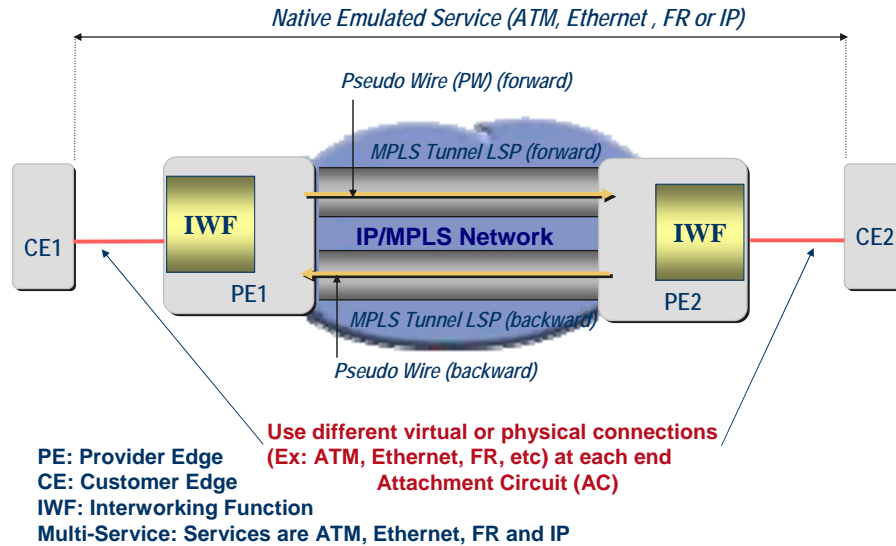 Native Emulated Service (ATM, Ethernet , FR or IP)
Pseudo Wire (PW) (forward)
MPLS Tunnel LSP (forward)
CE1
IWF
PE1
IP/MPLS Network
IWF
PE2
CE2
MPLS Tunnel LSP (backward)
Pseudo Wire (backward)
Use different virtual or physical connections
(Ex: ATM, Ethernet, FR, etc) at each end
Attachment Circuit (AC)
PE: Provider Edge
CE: Customer Edge
IWF: Interworking Function
Multi-Service: Services are ATM, Ethernet, FR and IP